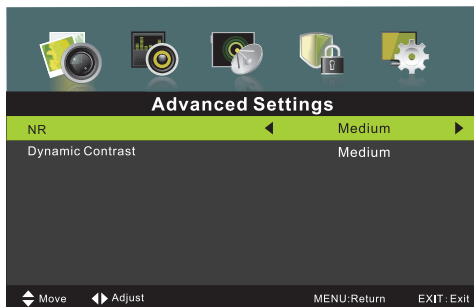 Advanced Settings
NR Medium
Dynamic Contrast Medium
Move Adjust MENU:Return EXIT:Exit